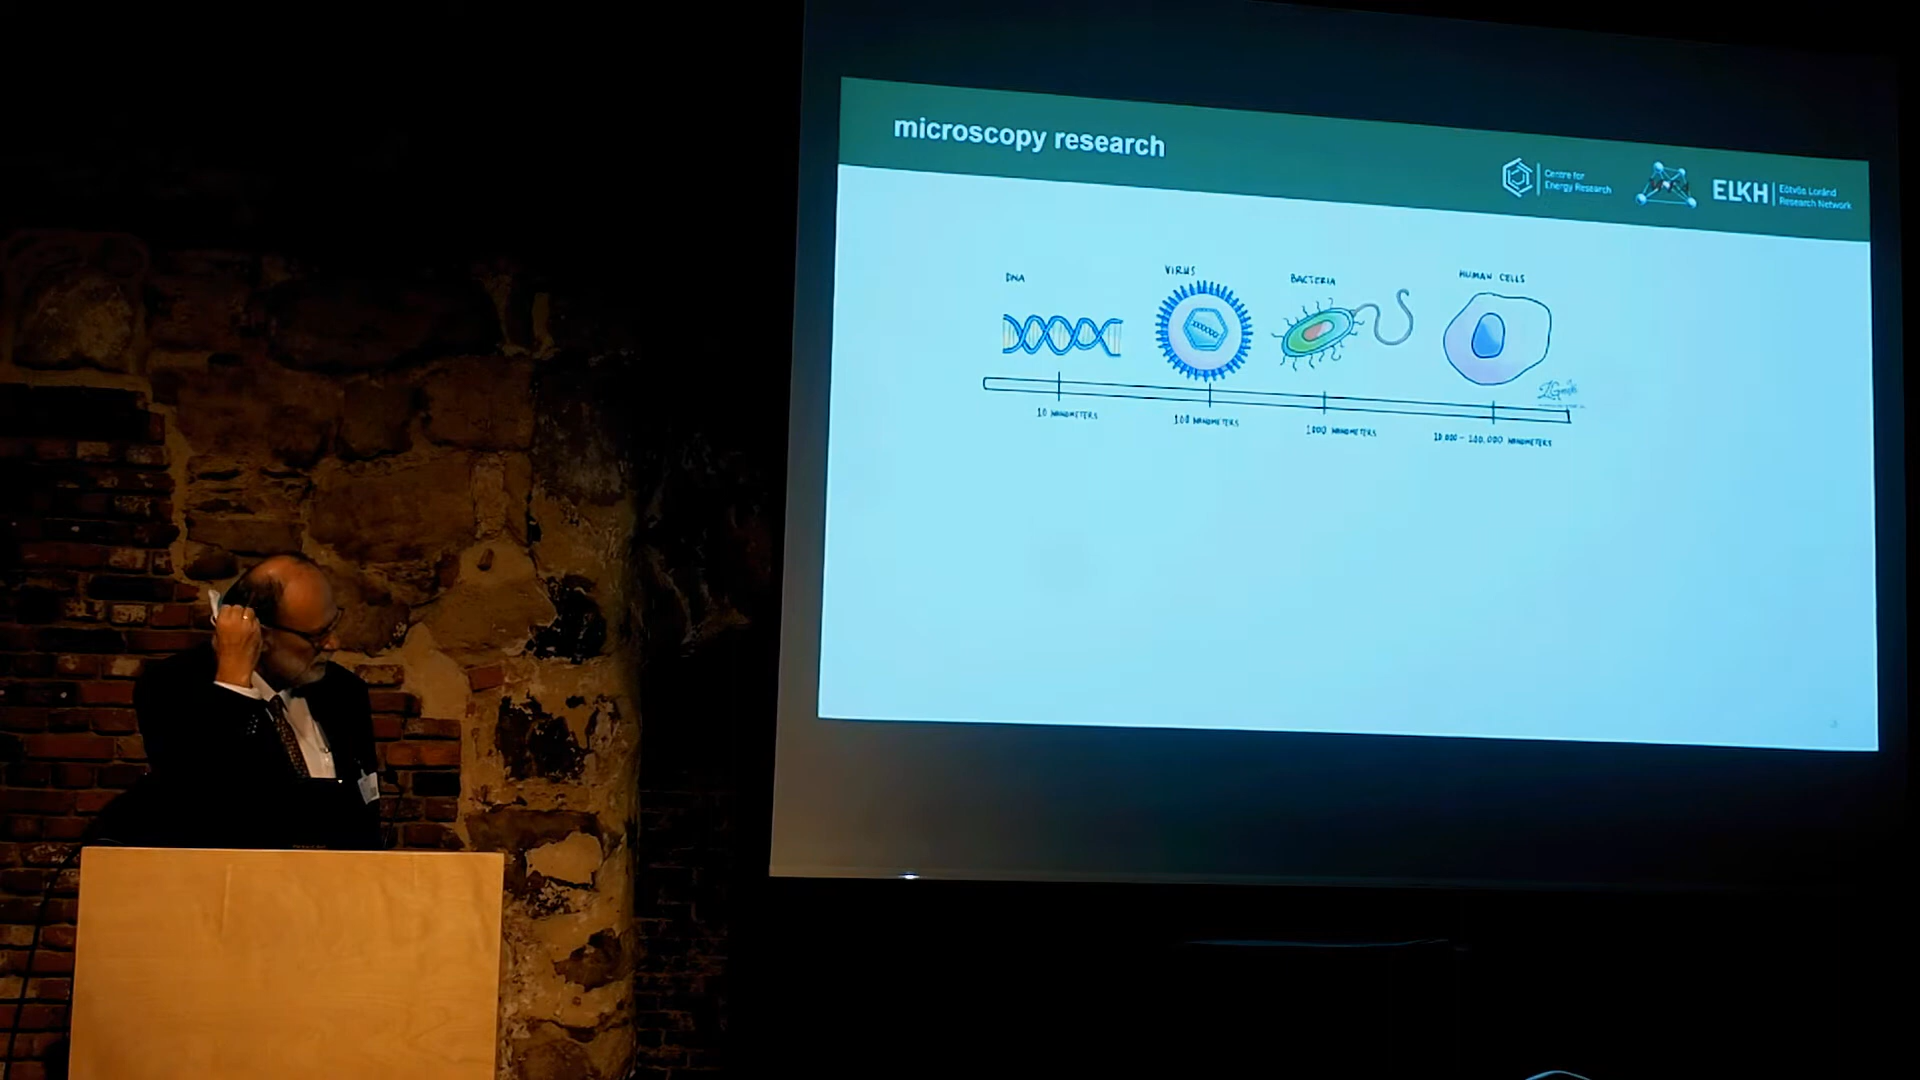 microscopy research
Centre for
Energy Research
ELKH
Eötvös Loránd
Research Network
DNA
VIRUS
BACTERIA
HUMAN CELLS
10 NANOMETERS
100 NANOMETERS
1000 NANOMETERS
10 000 - 100,000 NANOMETERS